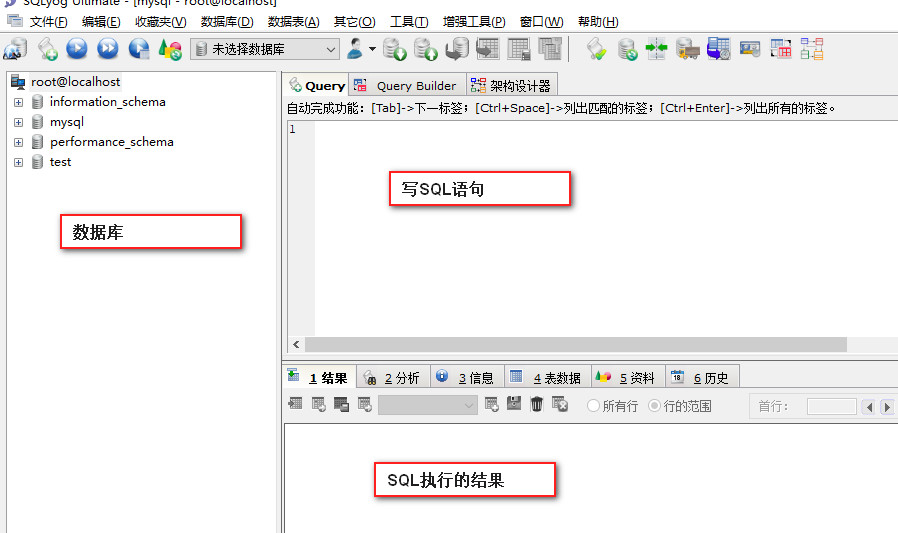 SQLyog Ultimate - [mysql - root@localhost]
文件(F) 编辑(E) 收藏夹(V) 数据库(D) 数据表(A) 其它(O) 工具(T) 增强工具(P) 窗口(W) 帮助(H)
未选择数据库
root@localhost
information_schema
mysql
performance_schema
test
数据库
Query Query Builder 架构设计器
自动完成功能：[Tab]->下一标签；[Ctrl+Space]->列出匹配的标签；[Ctrl+Enter]->列出所有的标签。
1
写SQL语句
1 结果 2 分析 3 信息 4 表数据 5 资料 18 6 历史
所有行 行的范围 首行：
SQL执行的结果